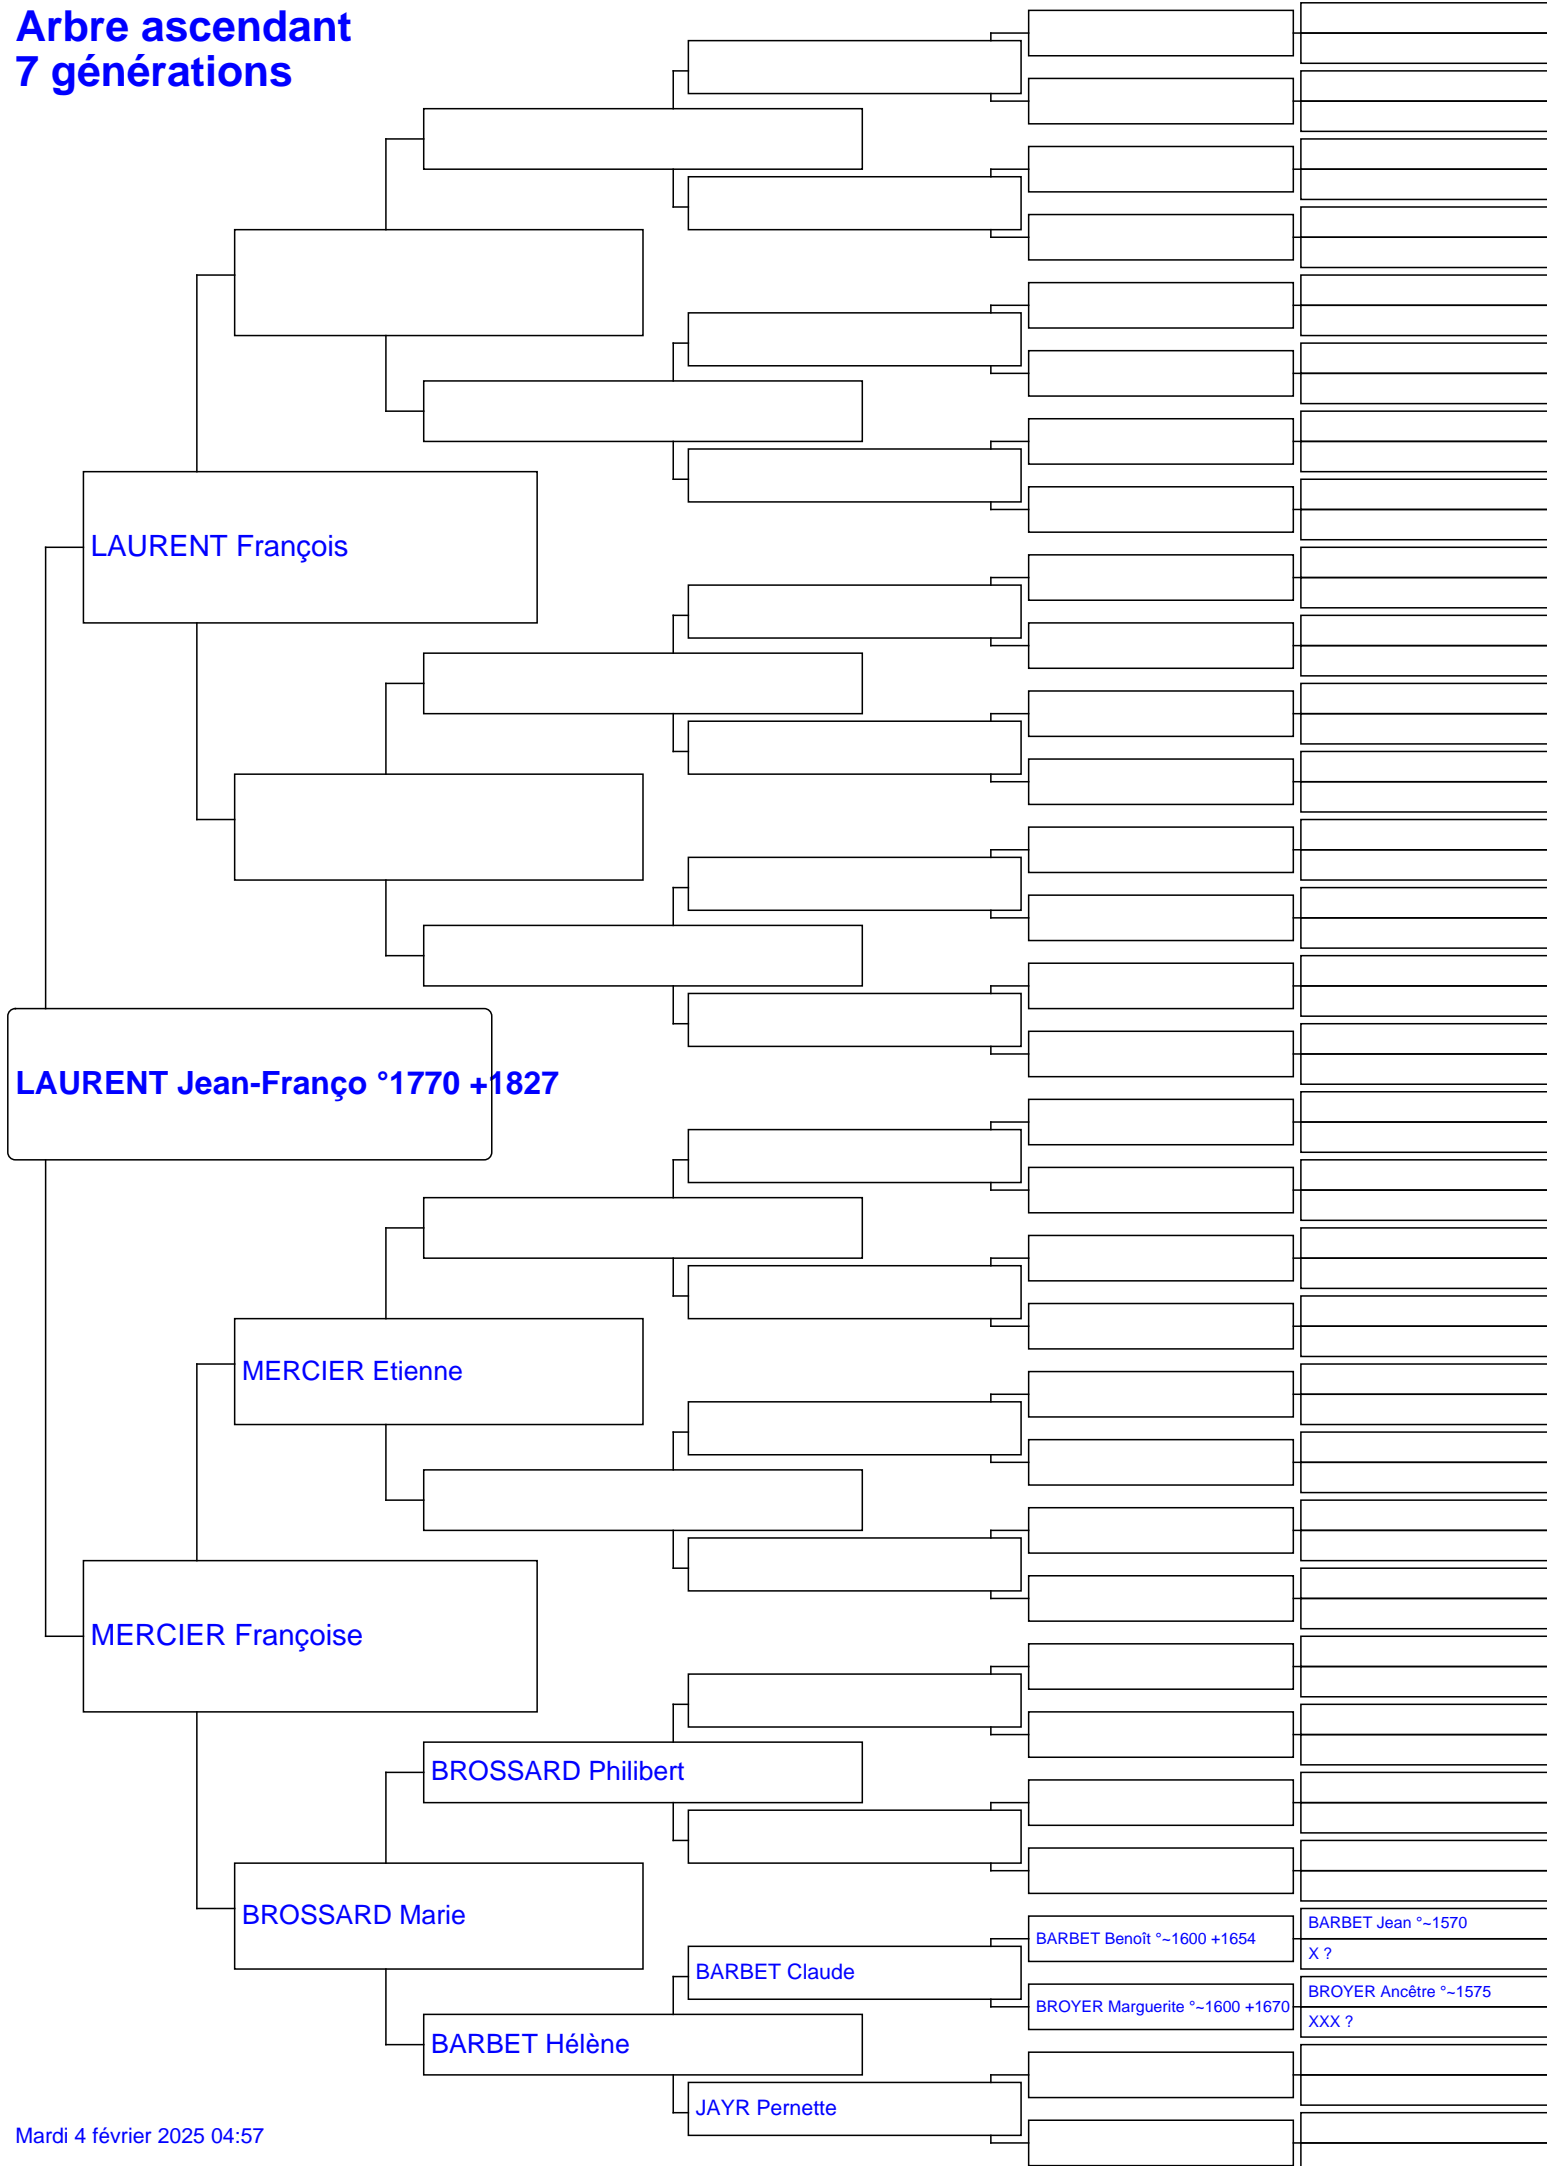 Arbre ascendant
7 générations
LAURENT François
LAURENT Jean-Franço °1770 +1827
MERCIER Etienne
MERCIER Françoise
BROSSARD Philibert
BROSSARD Marie
BARBET Jean °~1570
BARBET Benoît °~1600 +1654
X ?
BARBET Claude
BROYER Ancêtre °~1575
BROYER Marguerite °~1600 +1670
XXX ?
BARBET Hélène
JAYR Pernette
Mardi 4 février 2025 04:57